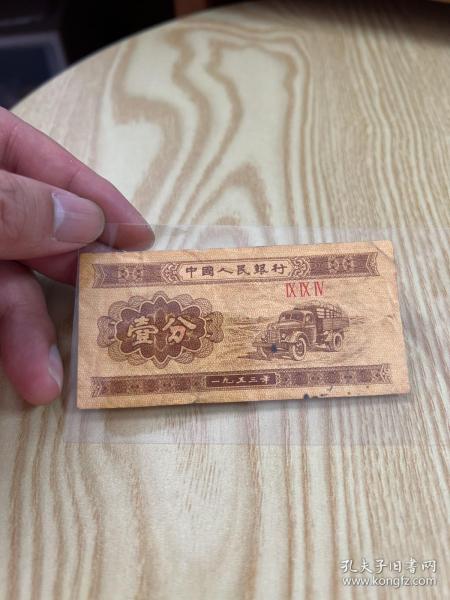 中國人民銀行
IX IX IV
壹分
一九五三年
孔夫子旧书网
www.kongfz.com